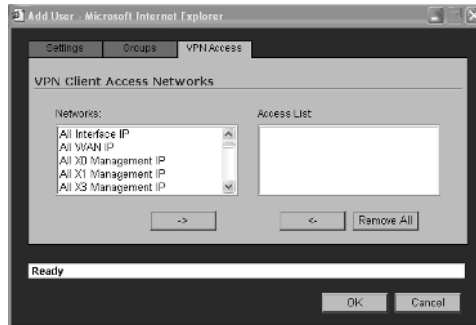 Add User - Microsoft Internet Explorer
Settings Groups VPN Access
VPN Client Access Networks
Networks: Access List:
All Interface IP
All WAN IP
All X0 Management IP
All X1 Management IP
All X3 Management IP
-> <- Remove All
Ready
OK Cancel